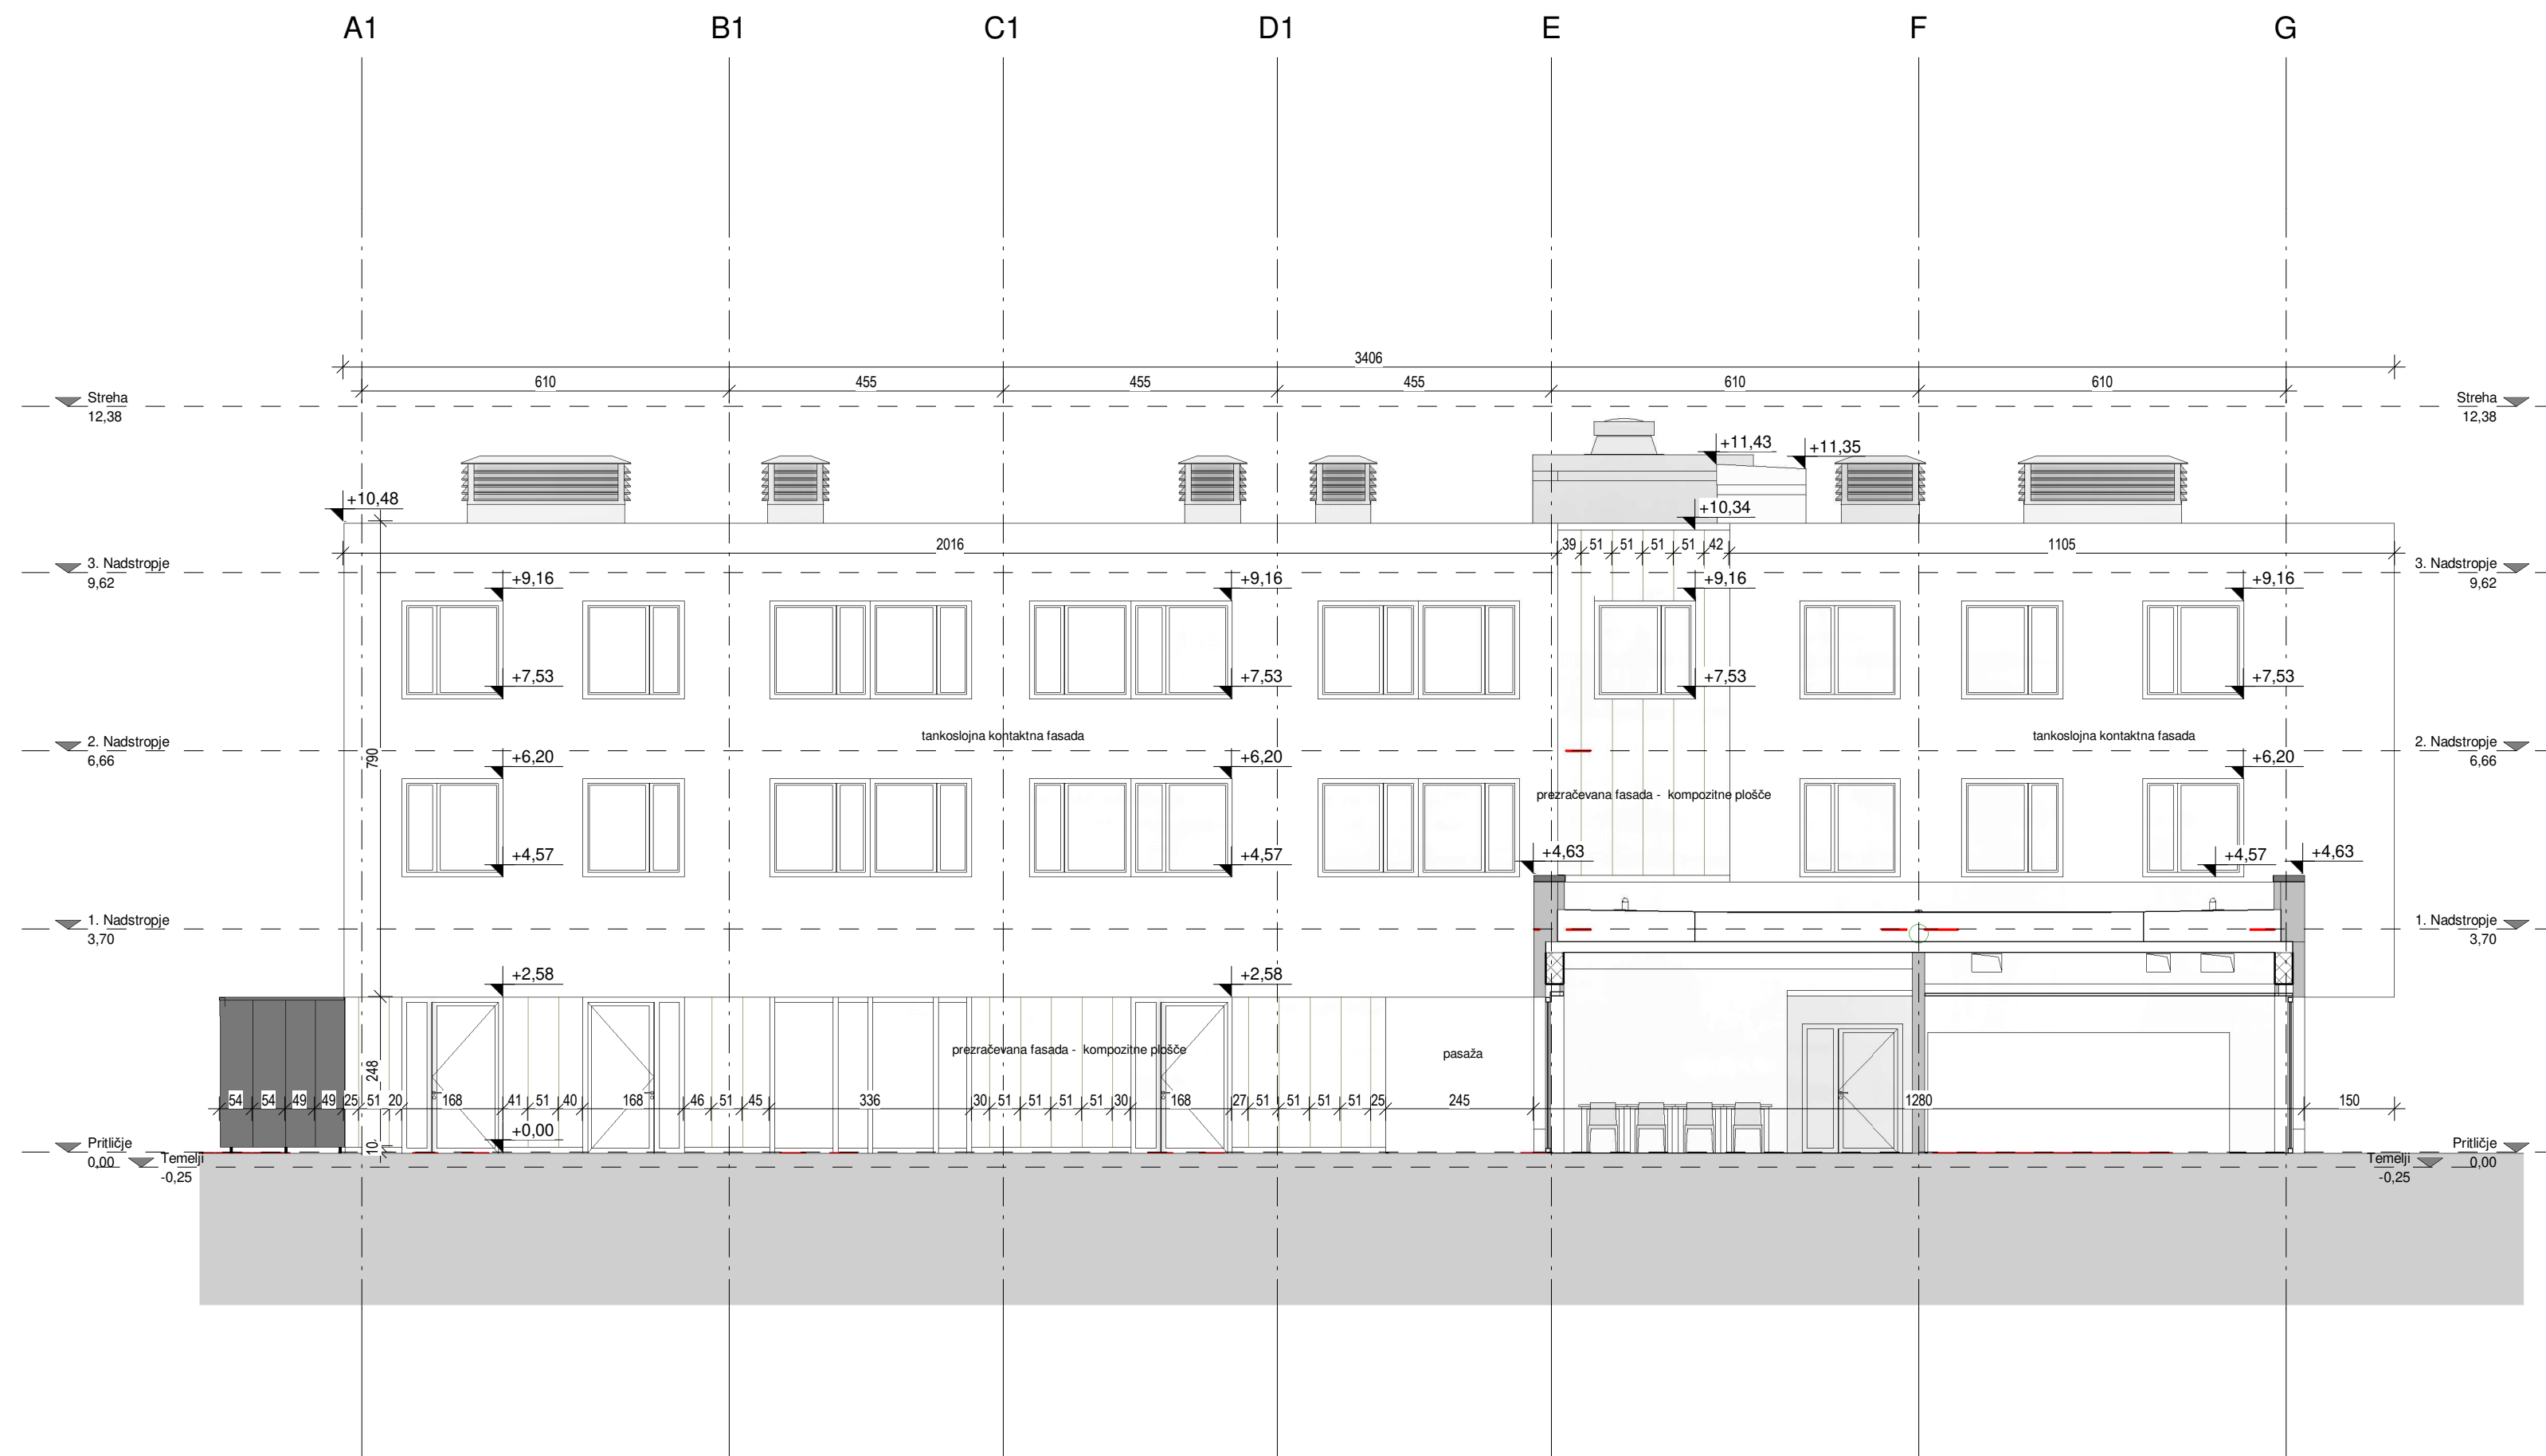 A1 B1 C1 D1 E F G
3406
610 455 455 455 610 610
Streha Streha
12,38 12,38
+11,43 +11,35
+10,48 +10,34
2016 39 51 51 51 51 42 1105
3. Nadstropje 3. Nadstropje
9,62 9,62
+9,16 +9,16 +9,16 +9,16
+7,53 +7,53 +7,53 +7,53
tankoslojna kontaktna fasada tankoslojna kontaktna fasada
2. Nadstropje 2. Nadstropje
6,66 6,66
790
+6,20 +6,20 +6,20
prezračevana fasada - kompozitne plošče
+4,57 +4,57 +4,63 +4,57 +4,63
1. Nadstropje 1. Nadstropje
3,70 3,70
+2,58 +2,58
prezračevana fasada - kompozitne plošče
pasaža
248
54 54 49 49 25 51 20 168 41 51 40 168 46 51 45 336 30 51 51 51 51 30 168 27 51 51 51 51 25 245 1280 150
+0,00
10
Pritličje Pritličje
0,00 0,00
Temelji Temelji
-0,25 -0,25